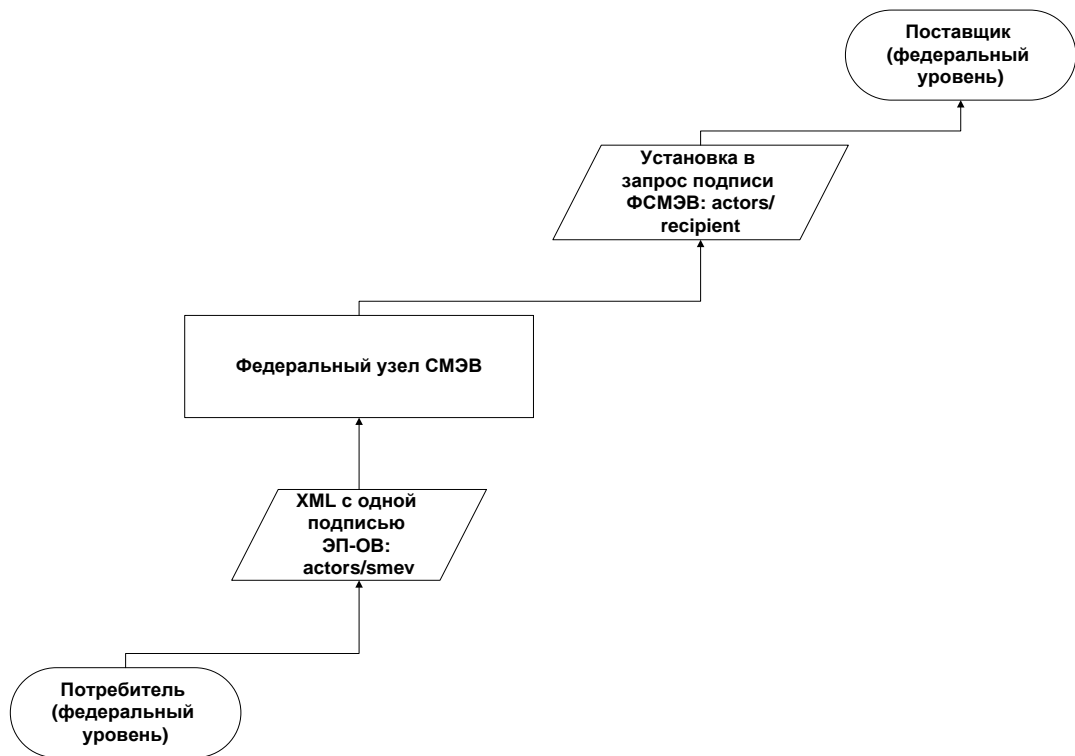 Поставщик
(федеральный
уровень)
Установка в
запрос подписи
ФСМЭВ: actors/
recipient
Федеральный узел СМЭВ
XML с одной
подписью
ЭП-ОВ:
actors/smev
Потребитель
(федеральный
уровень)